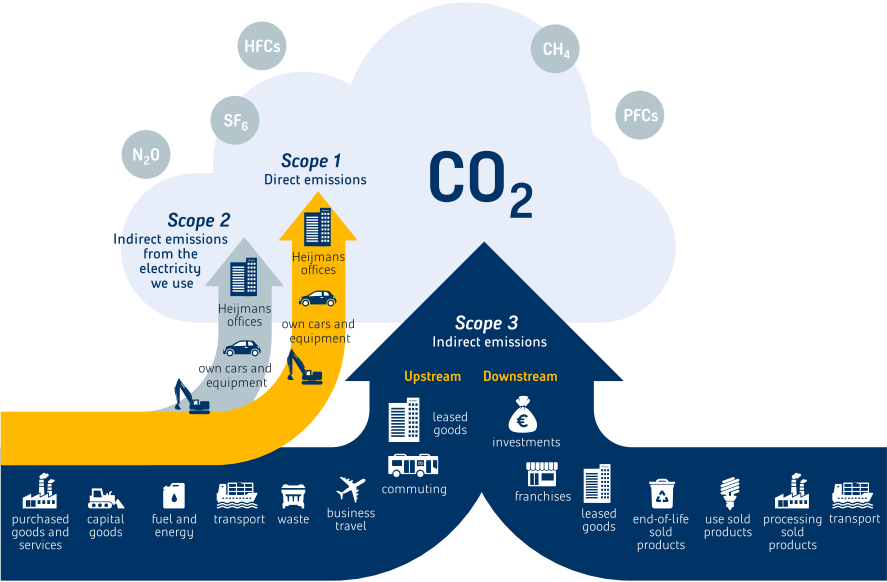 HFCs
CH4
SF6
PFCs
N2O
CO2
Scope 1
Direct emissions
Scope 2
Indirect emissions
from the
electricity
we use
Heijmans
offices
own cars and
equipment
Heijmans
offices
own cars and
equipment
Scope 3
Indirect emissions
Upstream
Downstream
leased
goods
commuting
investments
franchises
leased
goods
purchased
goods and
services
capital
goods
fuel and
energy
transport
waste
business
travel
end-of-life
sold
products
use sold
products
processing
sold
products
transport